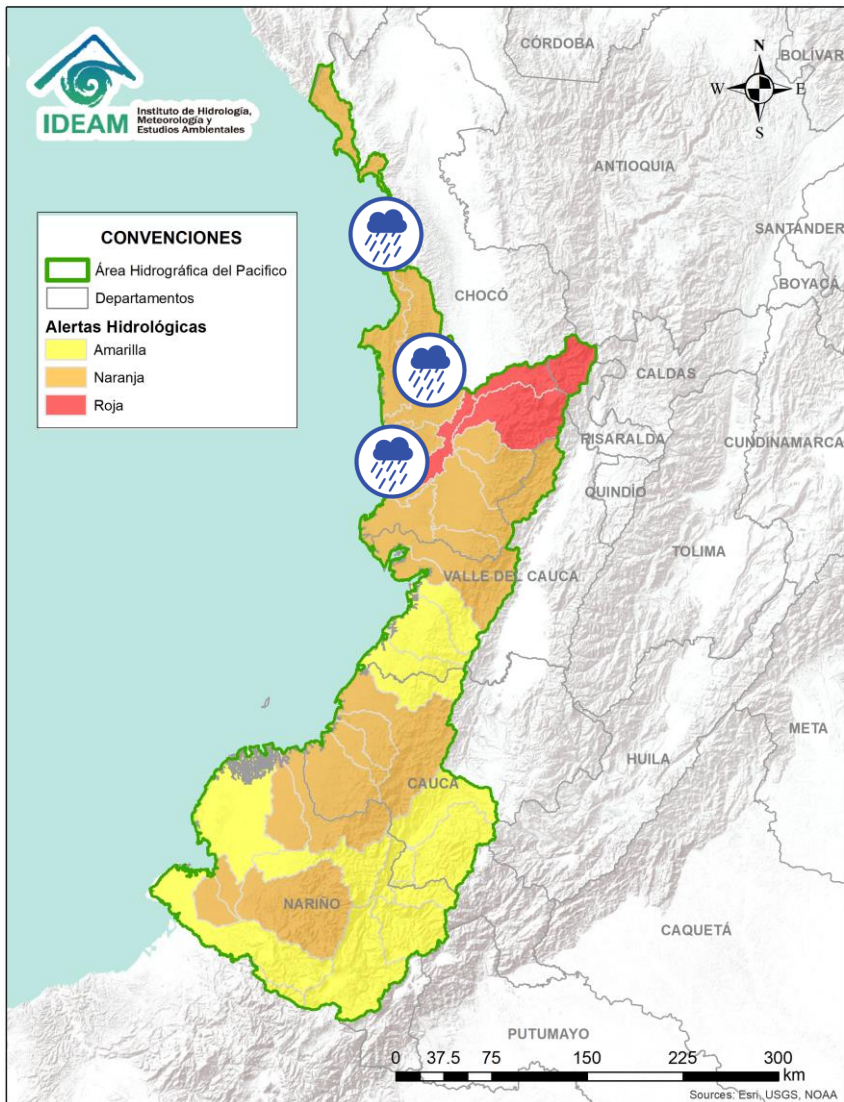 IDEAM
Instituto de Hidrología,
Meteorología y
Estudios Ambientales
CÓRDOBA
BOLÍVAR
N
W
E
S
ANTIOQUIA
SANTANDER
BOYACÁ
CONVENCIONES
Área Hidrográfica del Pacifico
Departamentos
Alertas Hidrológicas
Amarilla
Naranja
Roja
CHOCÓ
CALDAS
RISARALDA
CUNDINAMARCA
QUINDÍO
TOLIMA
VALLE DEL CAUCA
META
HUILA
CAUCA
NARIÑO
CAQUETÁ
PUTUMAYO
0 37.5 75 150 225 300
km
Sources: Esri, USGS, NOAA